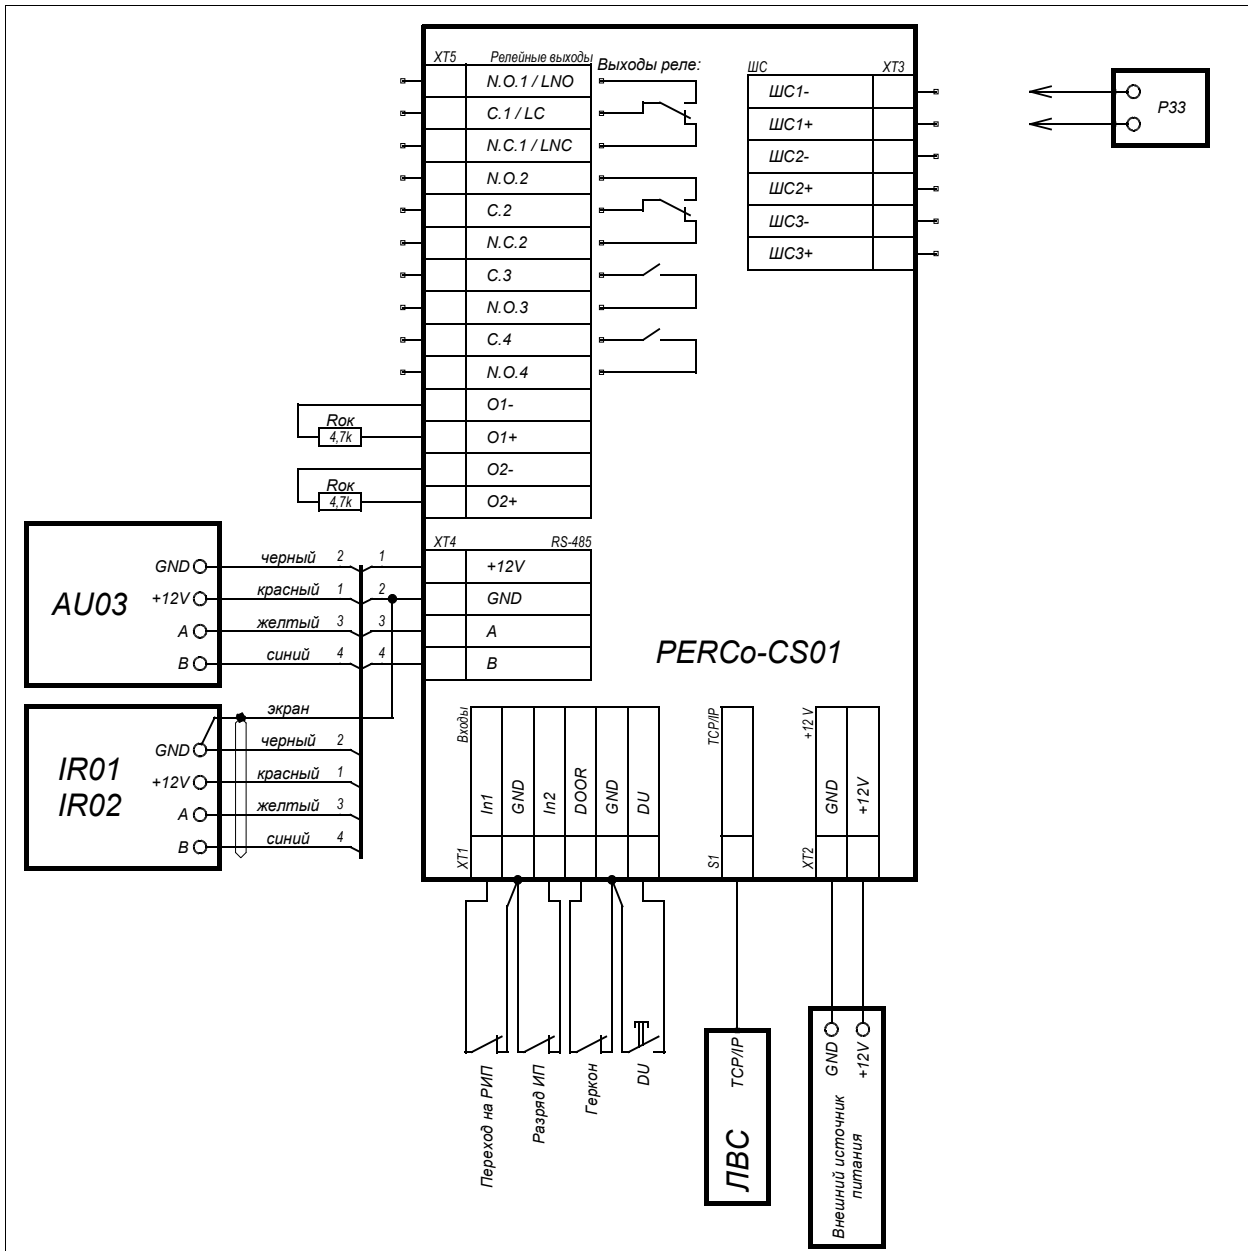 XT5 Релейные выходы
N.O.1 / LNO
C.1 / LC
N.C.1 / LNC
N.O.2
C.2
N.C.2
C.3
N.O.3
C.4
N.O.4
O1-
O1+
O2-
O2+
Выходы реле:
ШС XT3
ШС1-
ШС1+
ШС2-
ШС2+
ШС3-
ШС3+
P33
Rок
4,7k
Rок
4,7k
XT4 RS-485
+12V
GND
A
B
AU03
GND черный 2 1
+12V красный 1 2
A желтый 3 3
B синий 4 4
PERCo-CS01
IR01
IR02
экран
GND черный 2
+12V красный 1
A желтый 3
B синий 4
Входы
In1
GND
In2
DOOR
GND
DU
XT1
TCP/IP
S1
+12 V
GND
+12V
XT2
Переход на РИП
Разряд ИП
Геркон
DU
TCP/IP
ЛВС
GND
+12V
Внешний источник
питания